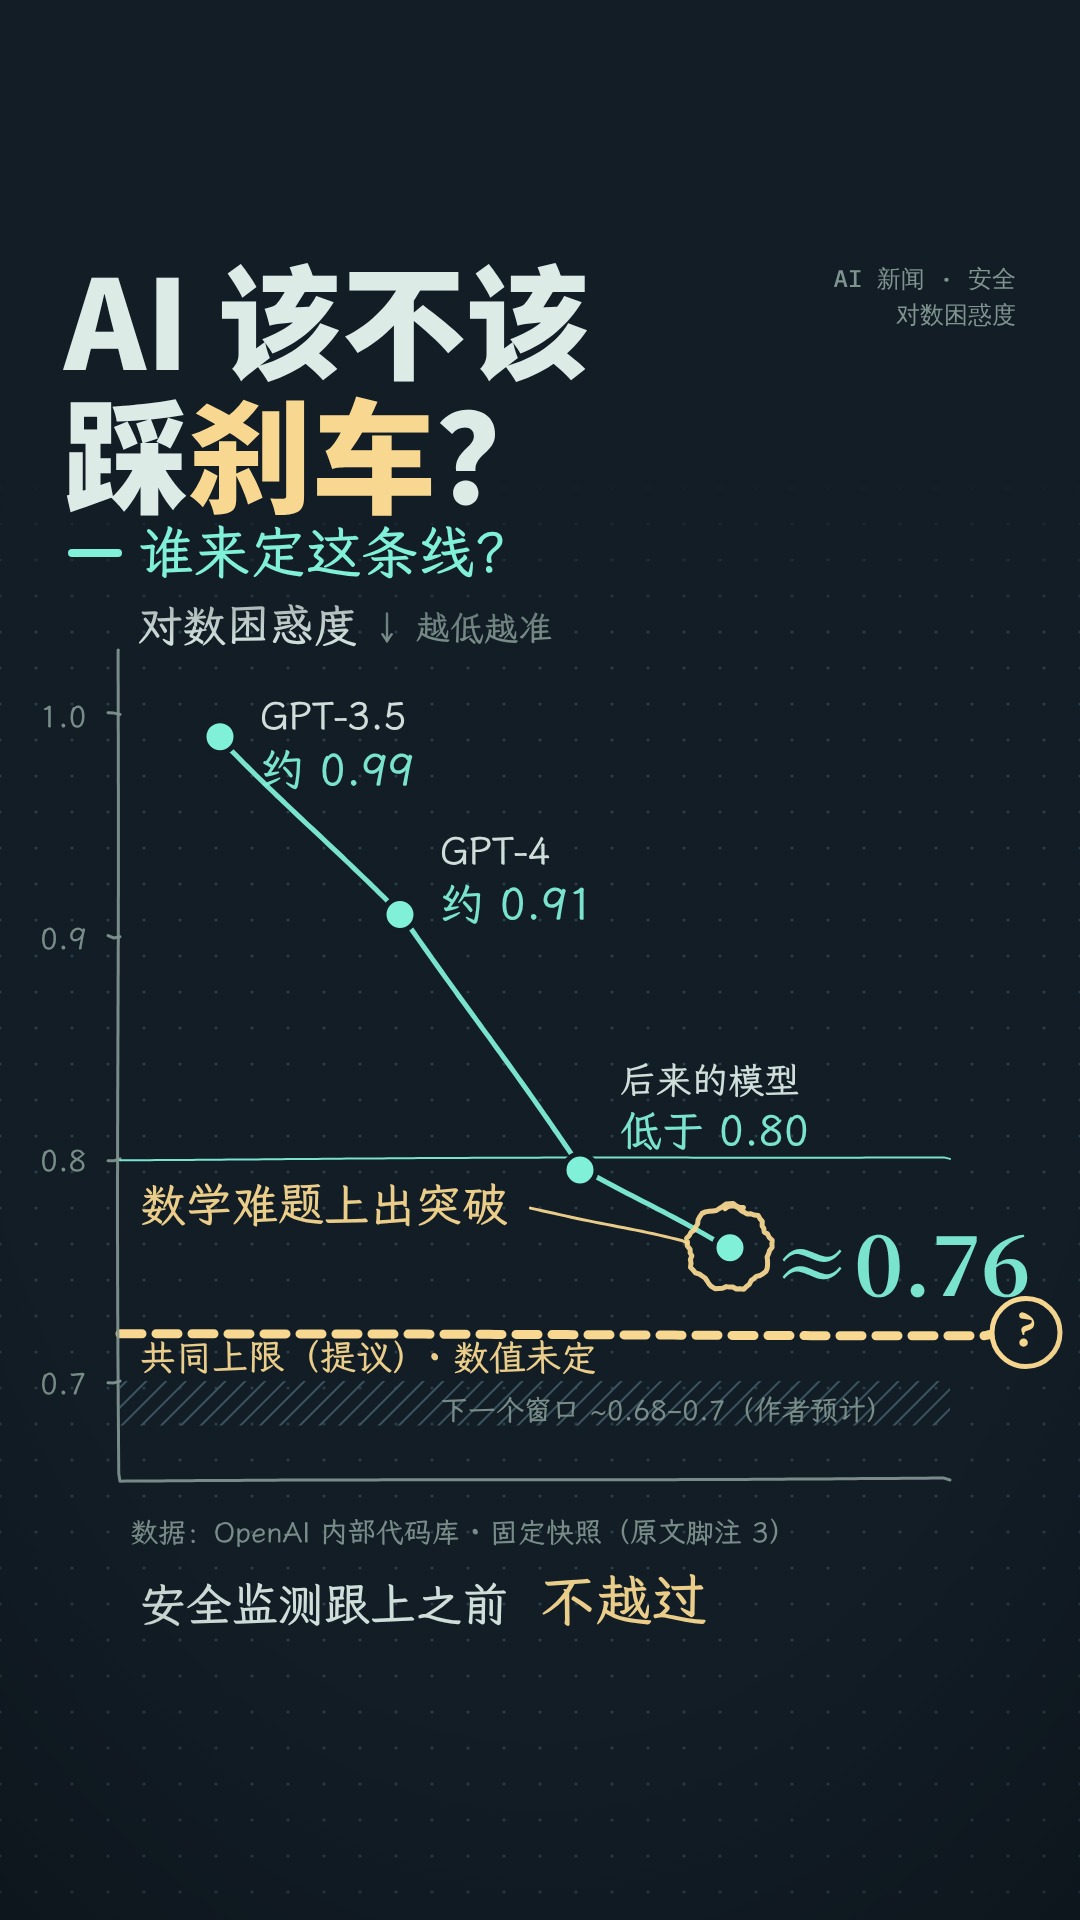 AI 该不该
踩刹车?
AI 新闻 · 安全
对数困惑度
谁来定这条线?
对数困惑度 ↓ 越低越准
1.0
GPT-3.5
约 0.99
GPT-4
约 0.91
0.9
后来的模型
低于 0.80
0.8
数学难题上出突破
≈0.76
?
共同上限（提议）· 数值未定
0.7
下一个窗口 ~0.68–0.7（作者预计）
数据：OpenAI 内部代码库 · 固定快照（原文脚注 3）
安全监测跟上之前 不越过